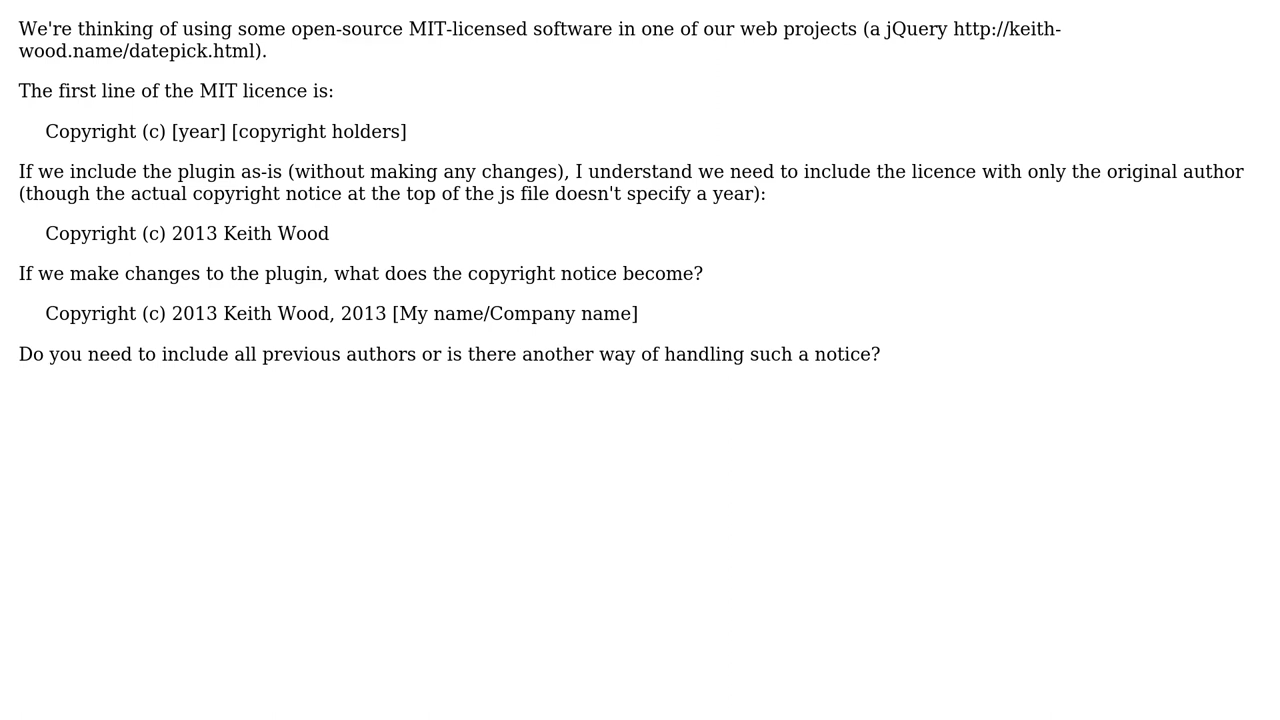 We're thinking of using some open-source MIT-licensed software in one of our web projects (a jQuery http://keith-
wood.name/datepick.html).
The first line of the MIT licence is:
Copyright (c) [year] [copyright holders]
If we include the plugin as-is (without making any changes), I understand we need to include the licence with only the original author
(though the actual copyright notice at the top of the js file doesn't specify a year):
Copyright (c) 2013 Keith Wood
If we make changes to the plugin, what does the copyright notice become?
Copyright (c) 2013 Keith Wood, 2013 [My name/Company name]
Do you need to include all previous authors or is there another way of handling such a notice?